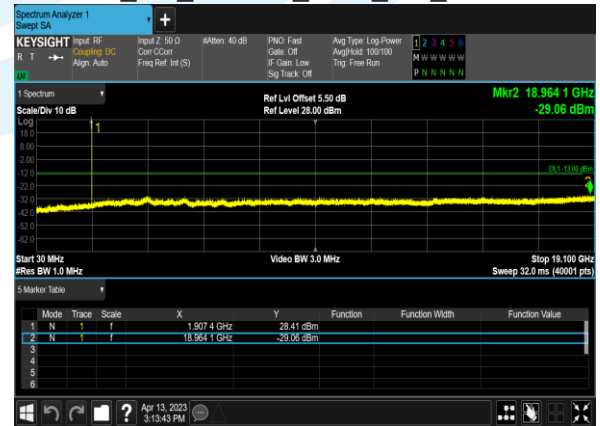 Spectrum Analyzer 1
Swept SA
KEYSIGHT Input: RF Input Z: 50 Ω #Atten: 40 dB PNO: Fast Avg Type: Log-Power 1 2 3 4 5 6
R T Coupling: DC Corr CCorr Gate: Off Avg|Hold: 100/100 M W W W W W
Align: Auto Freq Ref: Int (S) IF Gain: Low Trig: Free Run P N N N N N
LV Sig Track: Off
1 Spectrum Ref Lvl Offset 5.50 dB Mkr2 18.964 1 GHz
Scale/Div 10 dB Ref Level 28.00 dBm -29.06 dBm
Log
18.0 1
8.00
-2.00
-12.0 DL1 -13.00 dBm
-22.0
-32.0
-42.0
-52.0
-62.0
Start 30 MHz Video BW 3.0 MHz Stop 19.100 GHz
#Res BW 1.0 MHz Sweep 32.0 ms (40001 pts)
5 Marker Table
Mode Trace Scale X Y Function Function Width Function Value
1 N 1 f 1.907 4 GHz 28.41 dBm
2 N 1 f 18.964 1 GHz -29.06 dBm
3
4
5
6
? Apr 13, 2023
3:13:43 PM